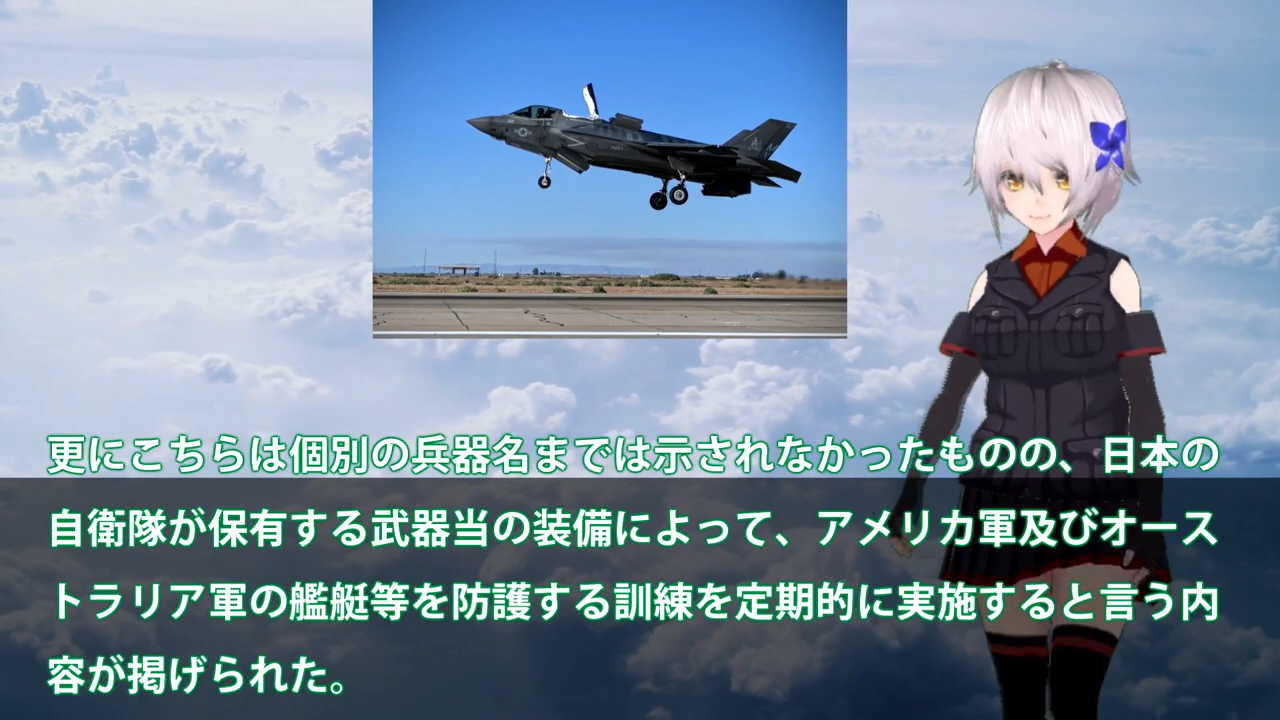 更にこちらは個別の兵器名までは示されなかったものの、日本の
自衛隊が保有する武器当の装備によって、アメリカ軍及びオース
トラリア軍の艦艇等を防護する訓練を定期的に実施すると言う内
容が掲げられた。